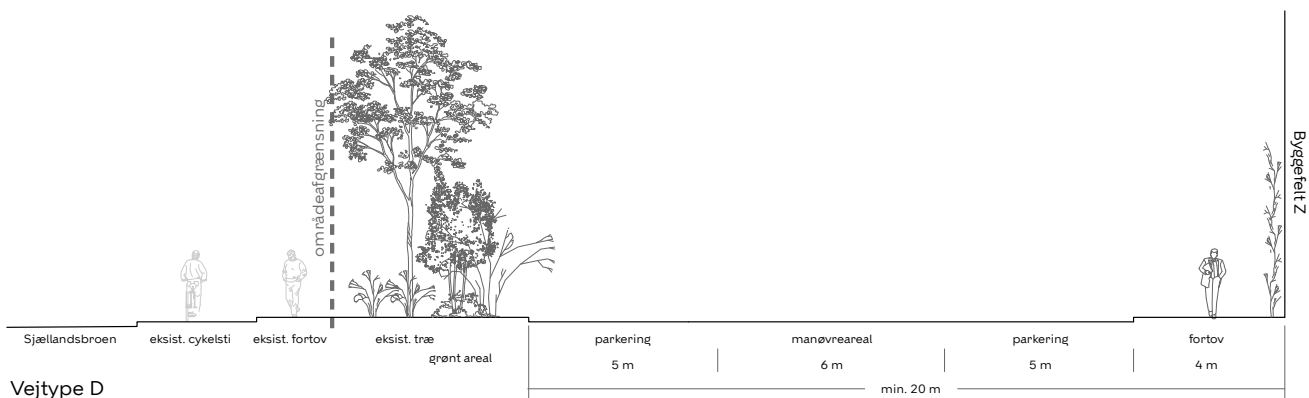 områdeafgrænsning
Byggefelt Z
Sjællandsbroen eksist. cykelsti eksist. fortov eksist. træ parkering manøvreareal parkering fortov
grønt areal
5 m 6 m 5 m 4 m
min. 20 m
Vejtype D